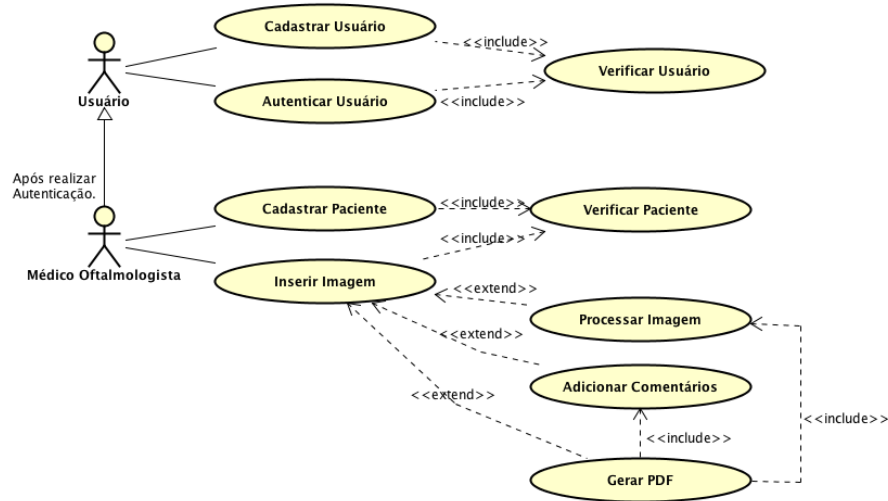 Cadastrar Usuário
<<include>>
Verificar Usuário
Usuário
Autenticar Usuário
<<include>>
Após realizar
Autenticação.
Cadastrar Paciente
<<include>>
Verificar Paciente
<<include>>
Médico Oftalmologista
Inserir Imagem
<<extend>>
Processar Imagem
<<extend>>
Adicionar Comentários
<<extend>>
<<include>>
<<include>>
Gerar PDF